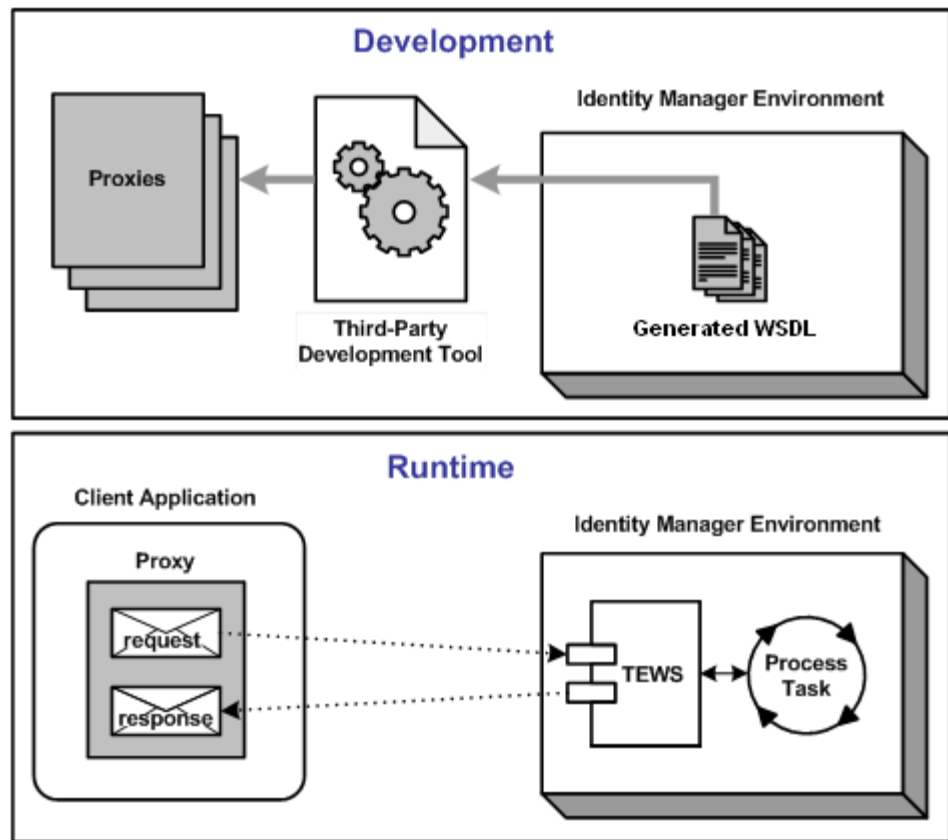 Development
Identity Manager Environment
Proxies
Third-Party
Development Tool
Generated WSDL
Runtime
Client Application
Identity Manager Environment
Proxy
request
response
TEWS
Process
Task